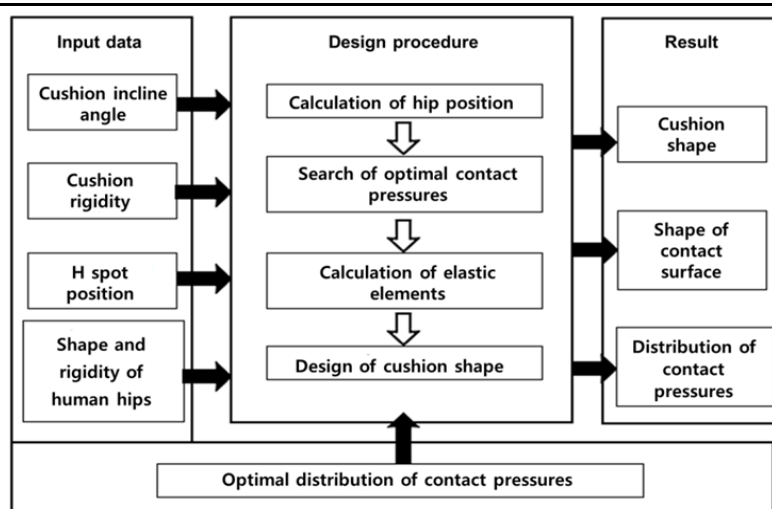 Input data
Cushion incline
angle
Cushion
rigidity
H spot
position
Shape and
rigidity of
human hips
Design procedure
Calculation of hip position
Search of optimal contact
pressures
Calculation of elastic
elements
Design of cushion shape
Result
Cushion
shape
Shape of
contact
surface
Distribution of
contact
pressures
Optimal distribution of contact pressures